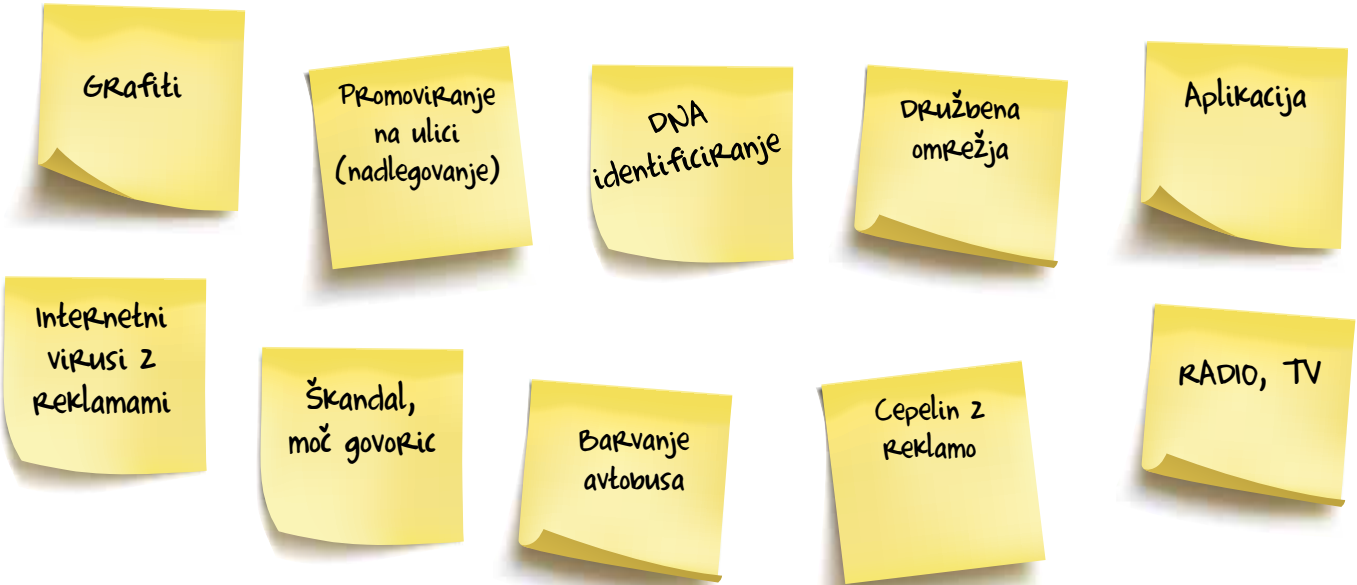 Grafiti
Promoviranje
na ulici
(nadlegovanje)
DNA
identificiranje
Družbena
omrežja
Aplikacija
Internetni
virusi z
reklamami
Škandal,
moč govoric
Barvanje
avtobusa
Cepelin z
reklamo
RADIO, TV